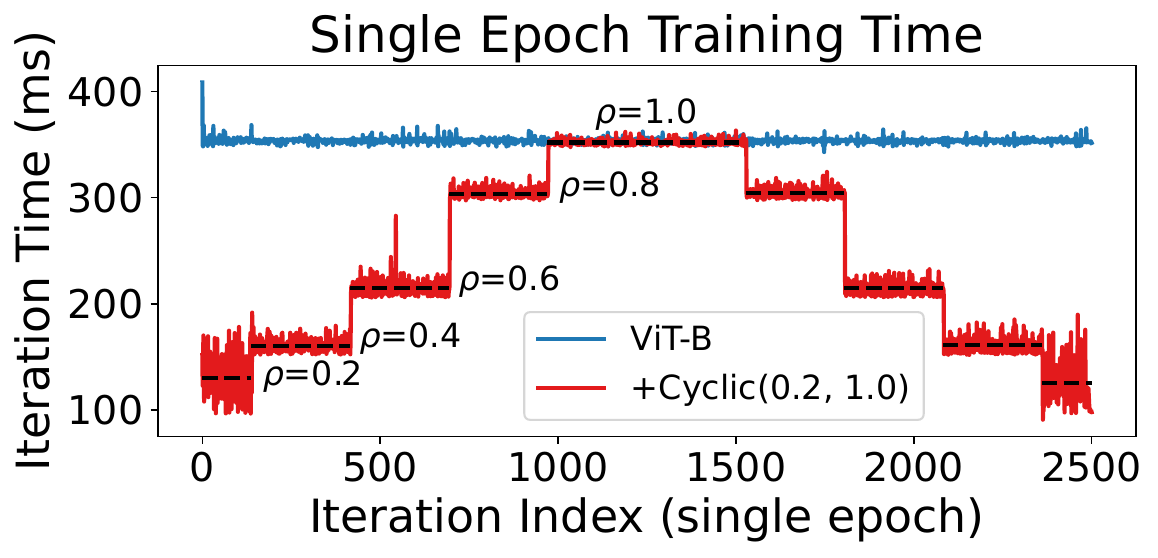 Single Epoch Training Time
Iteration Time (ms)
400
300
200
100
ρ=1.0
ρ=0.8
ρ=0.6
ρ=0.4
ρ=0.2
ViT-B
+Cyclic(0.2, 1.0)
0 500 1000 1500 2000 2500
Iteration Index (single epoch)